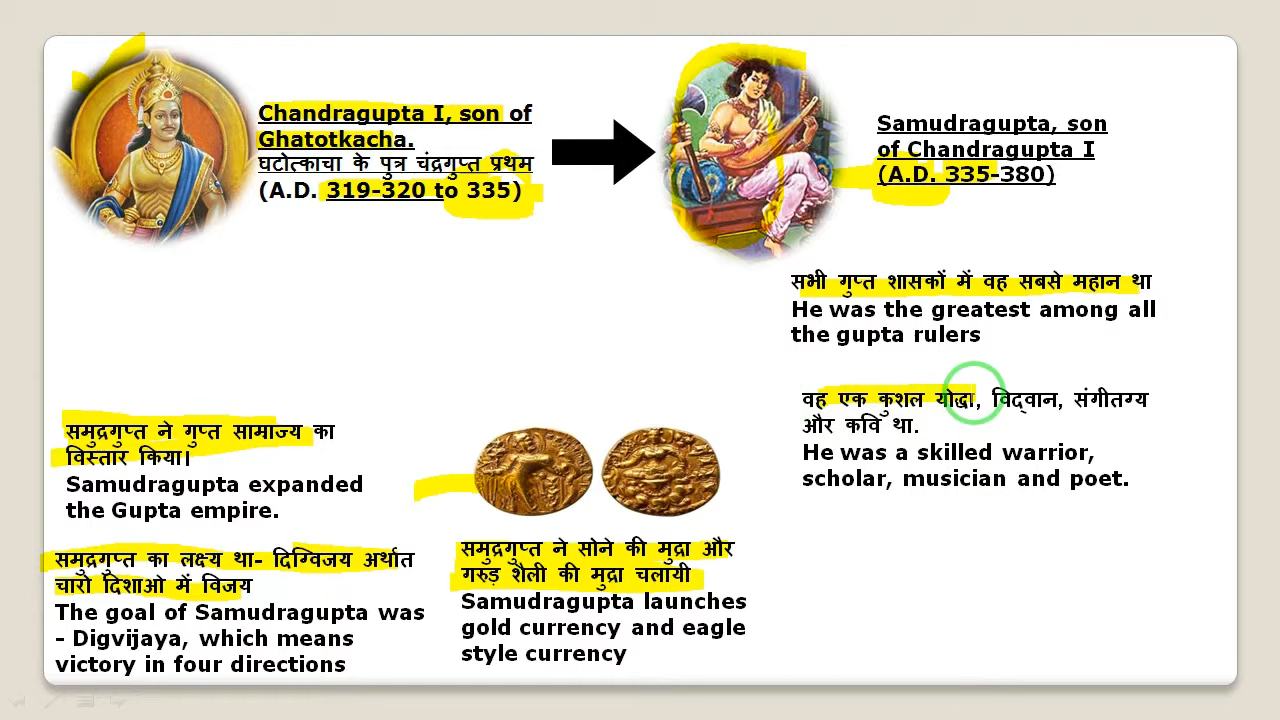 Chandragupta I, son of
Ghatotkacha.
घटोत्काचा के पुत्र चंद्रगुप्त प्रथम
(A.D. 319-320 to 335)
Samudragupta, son
of Chandragupta I
(A.D. 335-380)
सभी गुप्त शासकों में वह सबसे महान था
He was the greatest among all
the gupta rulers
वह एक कुशल योद्धा, विद्वान, संगीतग्य
और कवि था.
He was a skilled warrior,
scholar, musician and poet.
समुद्रगुप्त ने गुप्त सामाज्य का
विस्तार किया।
Samudragupta expanded
the Gupta empire.
समुद्रगुप्त का लक्ष्य था- दिग्विजय अर्थात
चारो दिशाओ में विजय
The goal of Samudragupta was
- Digvijaya, which means
victory in four directions
समुद्रगुप्त ने सोने की मुद्रा और
गरुड़ शैली की मुद्रा चलायी
Samudragupta launches
gold currency and eagle
style currency